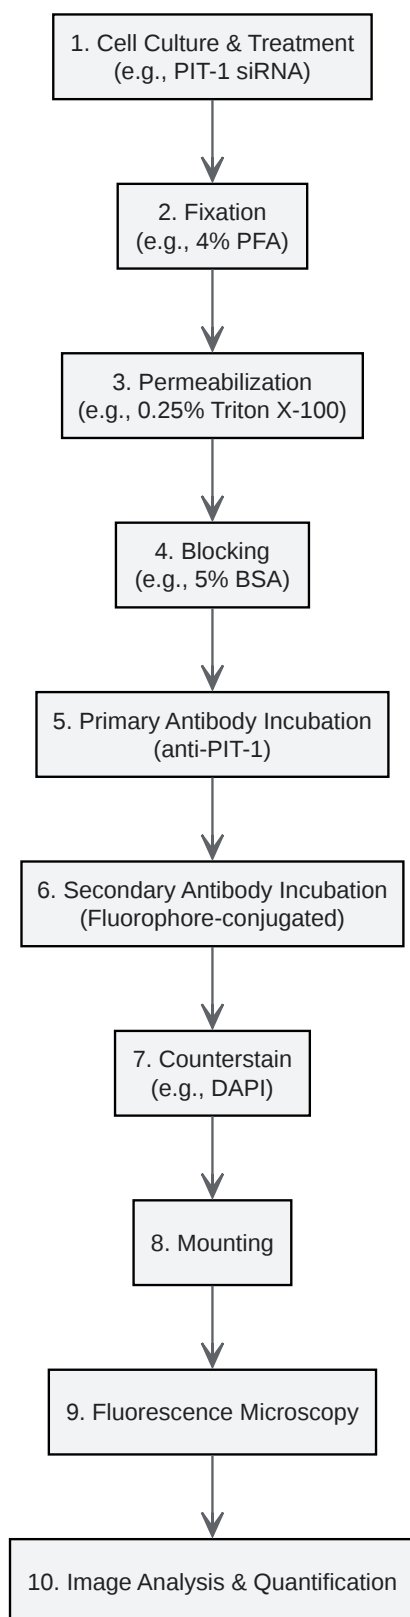 1. Cell Culture & Treatment
(e.g., PIT-1 siRNA)
2. Fixation
(e.g., 4% PFA)
3. Permeabilization
(e.g., 0.25% Triton X-100)
4. Blocking
(e.g., 5% BSA)
5. Primary Antibody Incubation
(anti-PIT-1)
6. Secondary Antibody Incubation
(Fluorophore-conjugated)
7. Counterstain
(e.g., DAPI)
8. Mounting
9. Fluorescence Microscopy
10. Image Analysis & Quantification